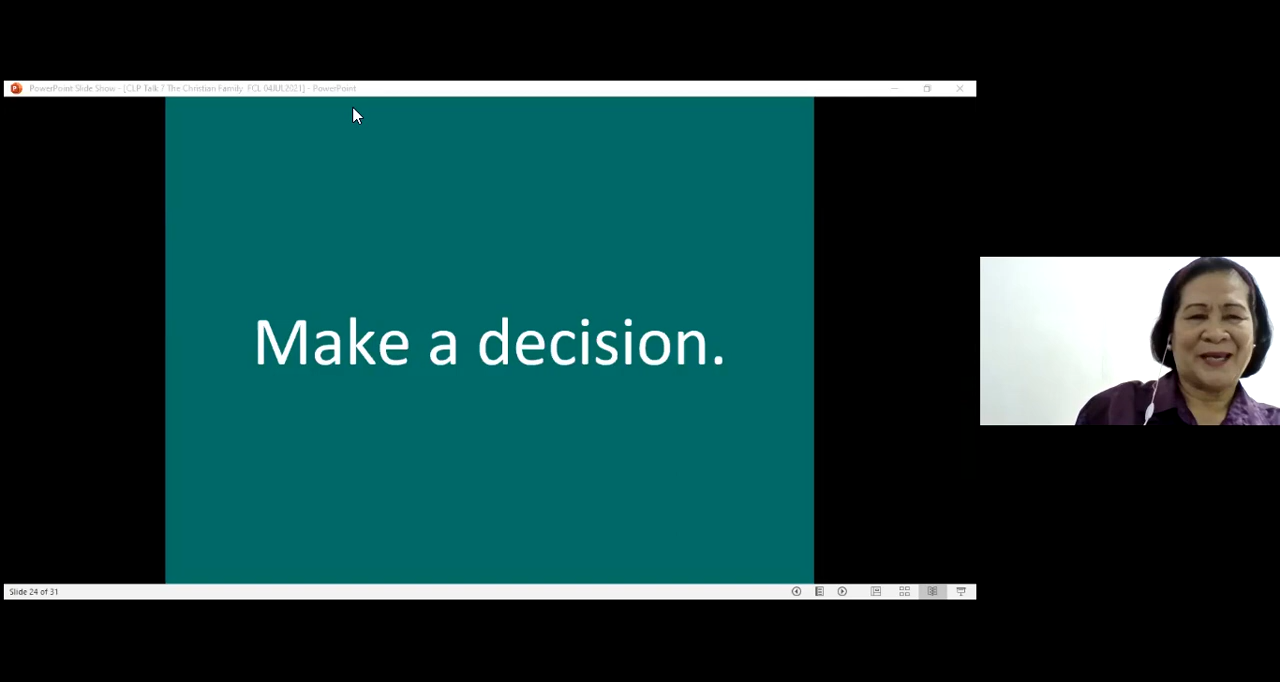 PowerPoint Slide Show - [CLP Talk 7 The Christian Family FCL 04JUL2021] - PowerPoint
Make a decision.
Slide 24 of 31